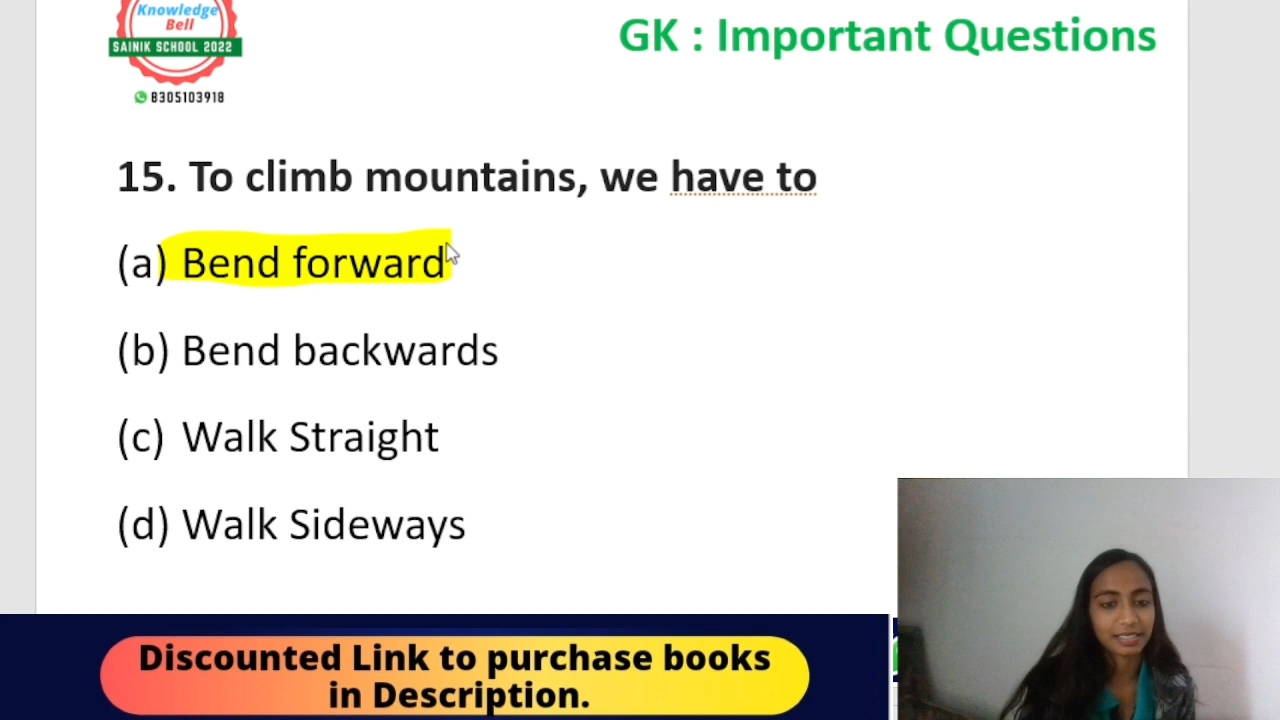 Knowledge
Bell
SAINIK SCHOOL 2022
8305103918
GK : Important Questions
15. To climb mountains, we have to
(a) Bend forward
(b) Bend backwards
(c) Walk Straight
(d) Walk Sideways
Discounted Link to purchase books
in Description.